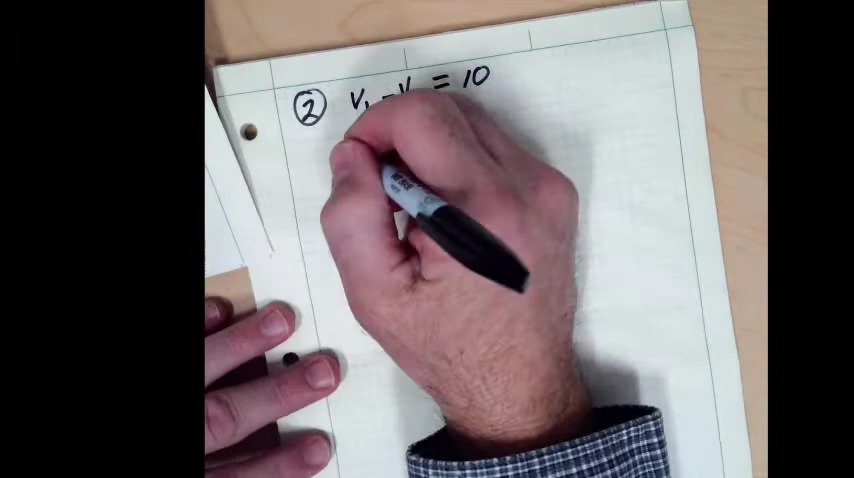 ② V₁ - V = 10